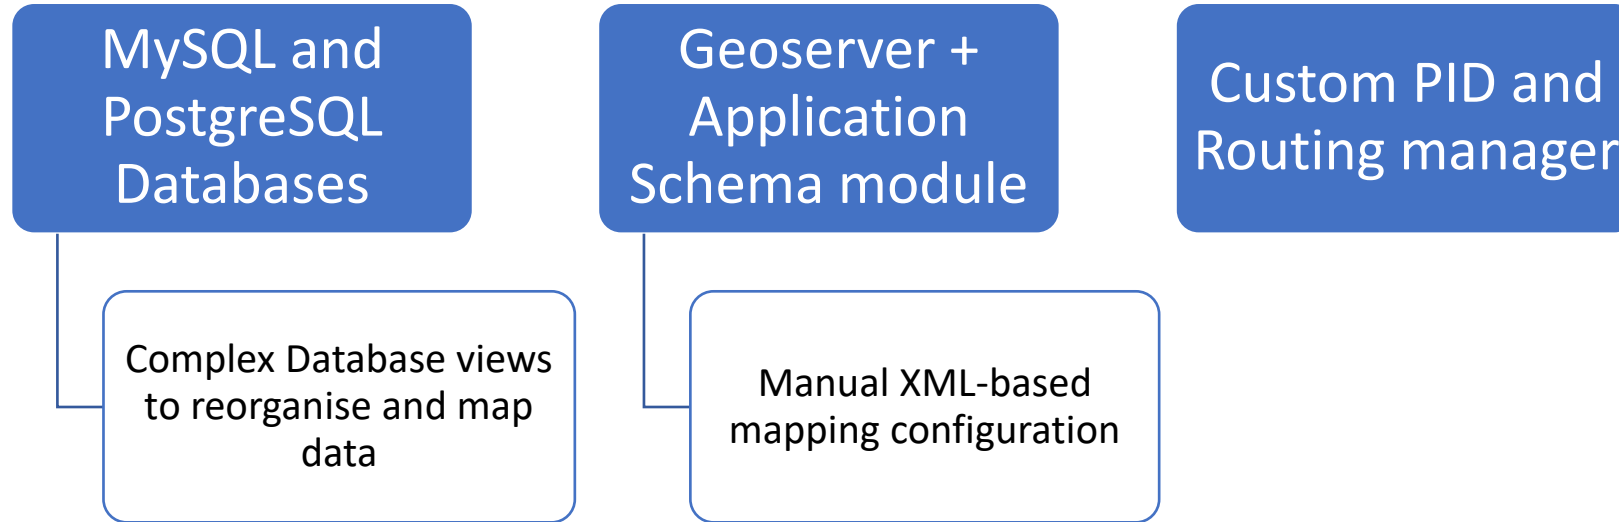 MySQL and
PostgreSQL
Databases
Complex Database views
to reorganise and map
data
Geoserver +
Application
Schema module
Manual XML-based
mapping configuration
Custom PID and
Routing manager